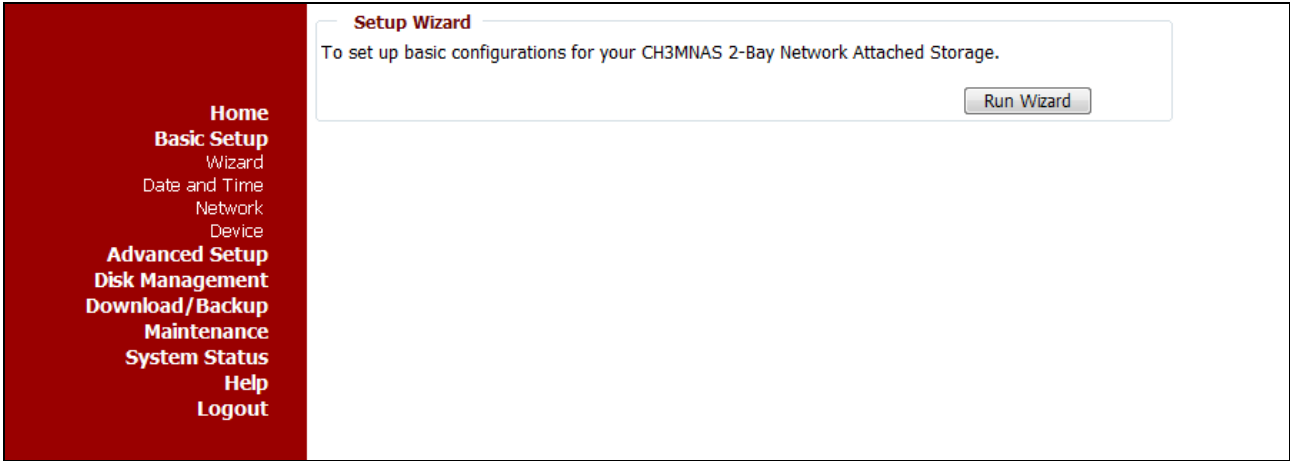 Setup Wizard
To set up basic configurations for your CH3MNAS 2-Bay Network Attached Storage.
Run Wizard
Home
Basic Setup
Wizard
Date and Time
Network
Device
Advanced Setup
Disk Management
Download/Backup
Maintenance
System Status
Help
Logout